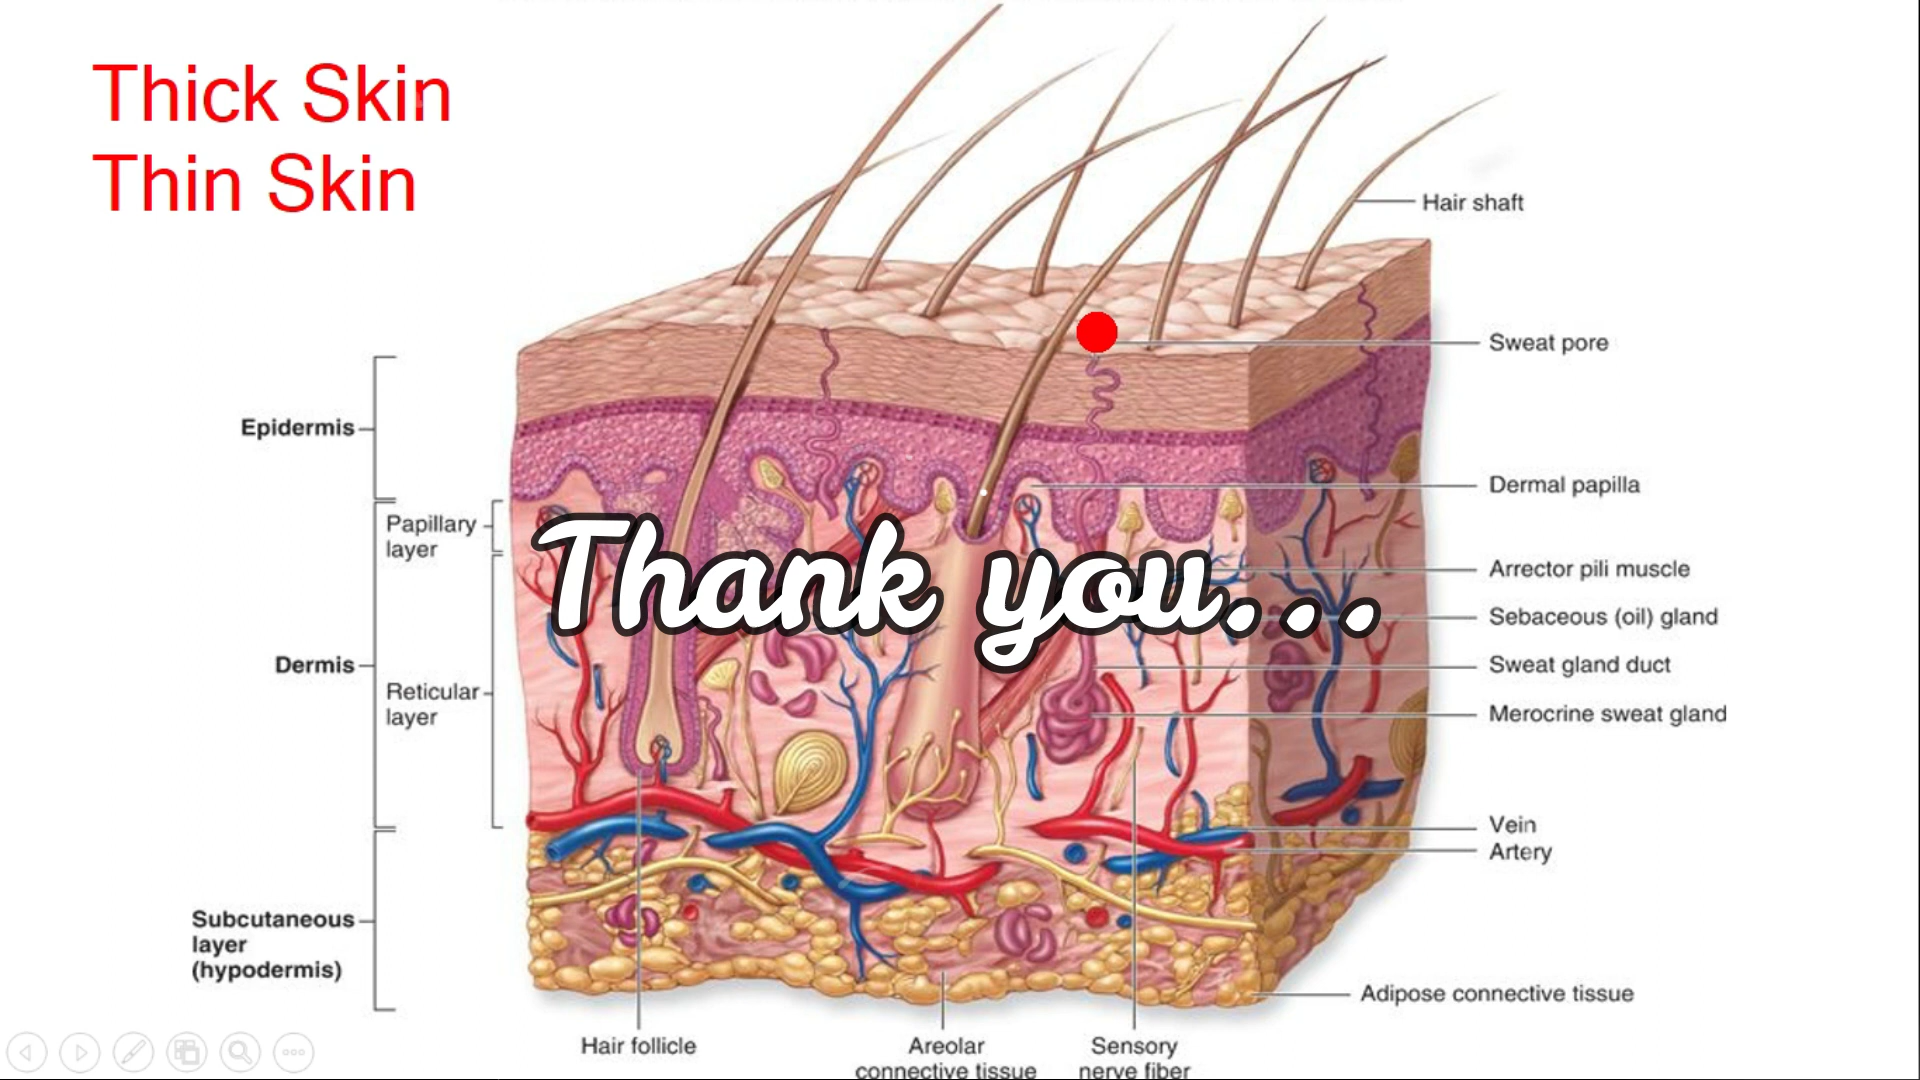 Thick Skin
Thin Skin
Hair shaft
Sweat pore
Epidermis
Dermal papilla
Papillary
layer
Thank you...
Arrector pili muscle
Sebaceous (oil) gland
Dermis
Sweat gland duct
Reticular
layer
Merocrine sweat gland
Vein
Artery
Subcutaneous
layer
(hypodermis)
Adipose connective tissue
Hair follicle
Areolar
connective tissue
Sensory
nerve fiber